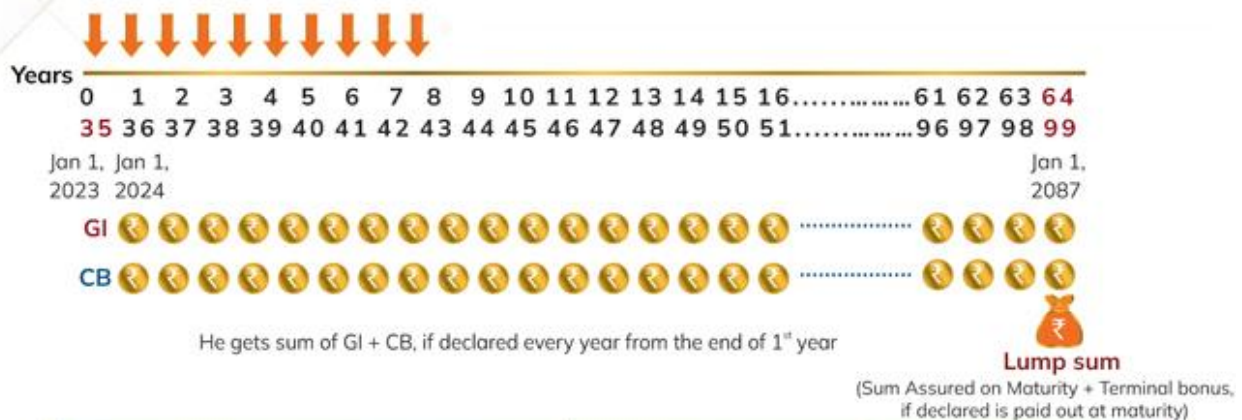 Years
0 1 2 3 4 5 6 7 8 9 10 11 12 13 14 15 16...............61 62 63 64
35 36 37 38 39 40 41 42 43 44 45 46 47 48 49 50 51...............96 97 98 99
Jan 1, Jan 1, Jan 1,
2023 2024 2087
GI ₹ ₹ ₹ ₹ ₹ ₹ ₹ ₹ ₹ ₹ ₹ ₹ ₹ ₹ ₹ ₹ ỉ................ ₹ ₹ ₹ ₹
CB ₹ ₹ ₹ ₹ ₹ ₹ ₹ ₹ ₹ ₹ ₹ ₹ ₹ ₹ ₹ ₹ ₹ ................ ₹ ₹ ₹ ₹
₹
He gets sum of GI + CB, if declared every year from the end of 1st year
Lump sum
(Sum Assured on Maturity + Terminal bonus,
if declared is paid out at maturity)